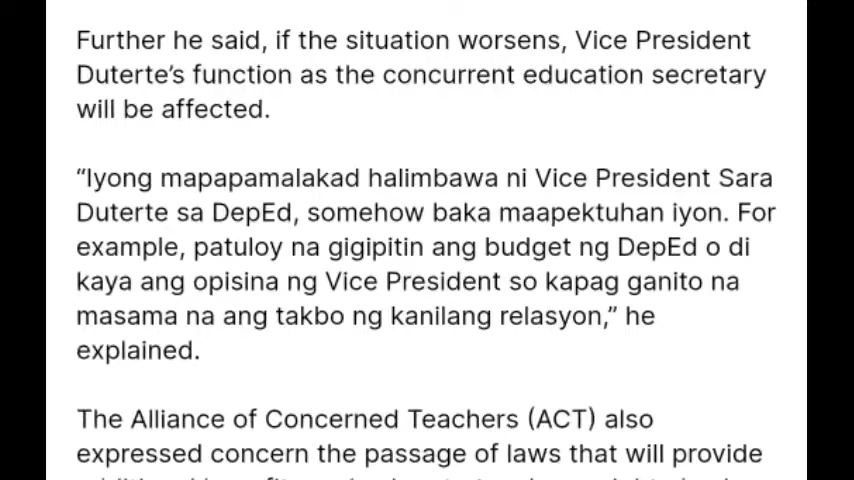 Further he said, if the situation worsens, Vice President
Duterte’s function as the concurrent education secretary
will be affected.
“Iyong mapapamalakad halimbawa ni Vice President Sara
Duterte sa DepEd, somehow baka maapektuhan iyon. For
example, patuloy na gigipitin ang budget ng DepEd o di
kaya ang opisina ng Vice President so kapag ganito na
masama na ang takbo ng kanilang relasyon,” he
explained.
The Alliance of Concerned Teachers (ACT) also
expressed concern the passage of laws that will provide